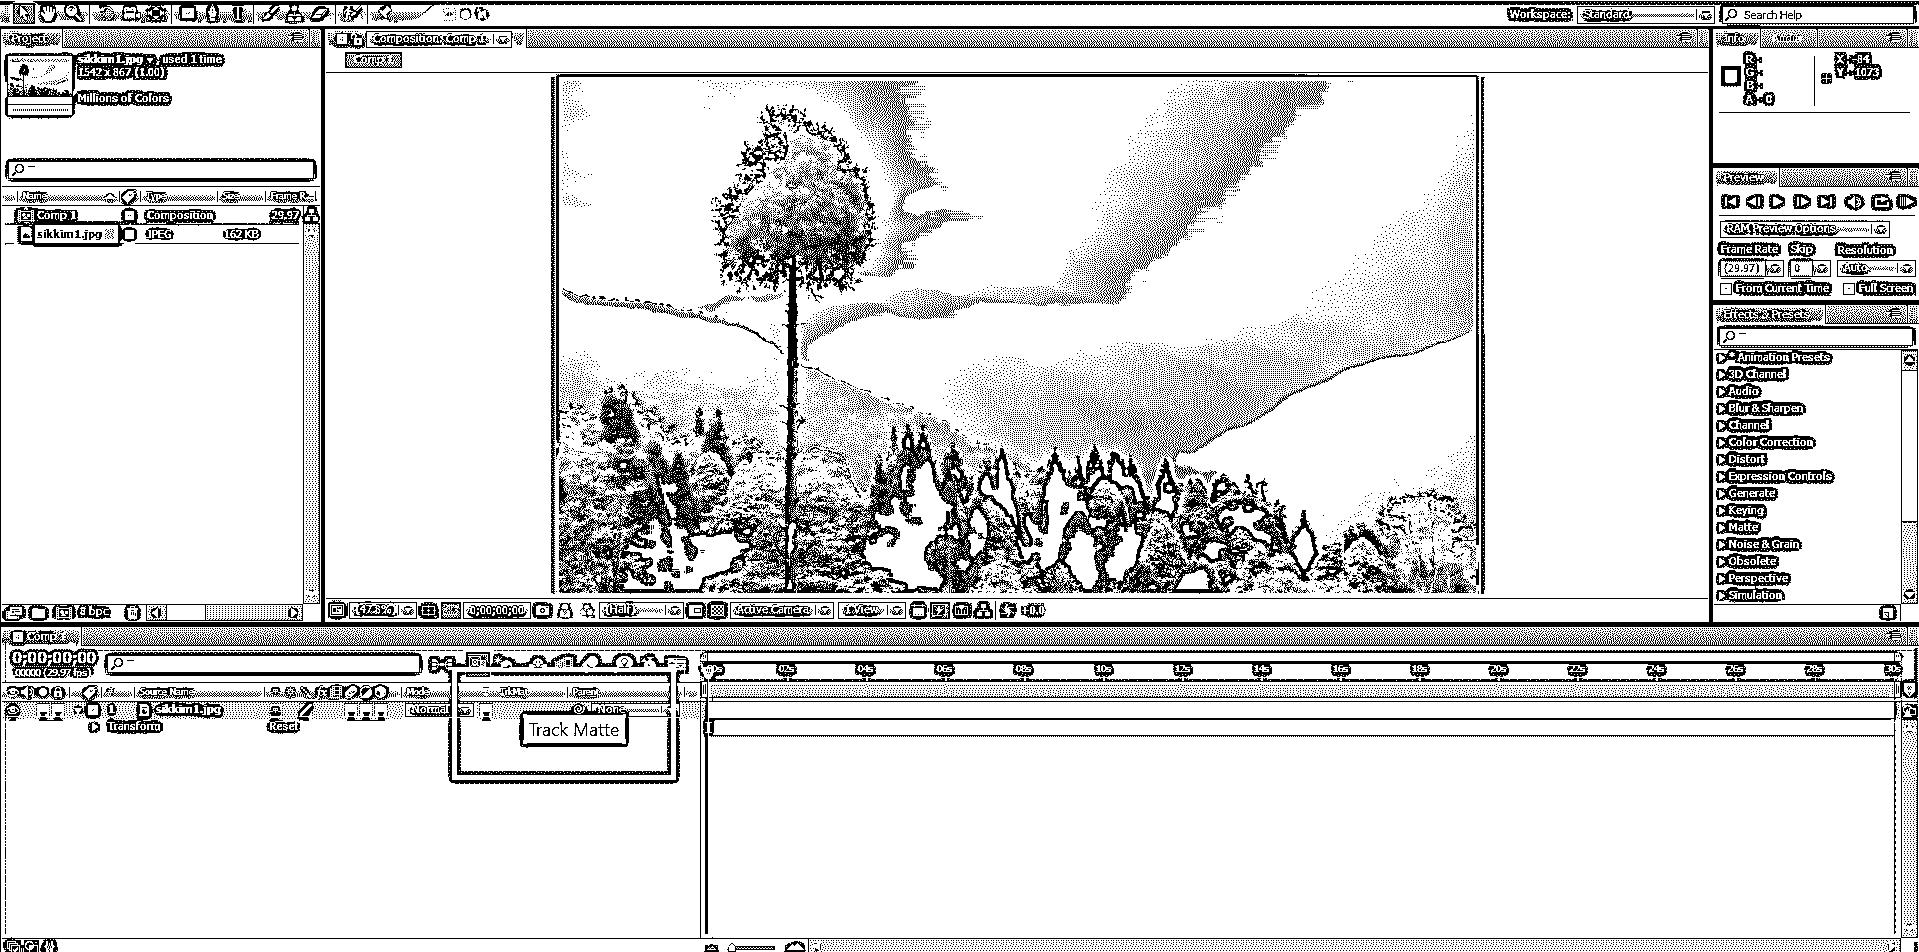 Workspace: Standard Search Help
Project
sikkim1.jpg , used 1 time
1542 x 867 (1.00)
Millions of Colors
Name Type Size Frame R...
Comp 1 Composition 29.97
sikkim1.jpg JPEG 162 KB
8 bpc
Composition: Comp 1
Comp 1
(47.8%) 0;00;00;00 (Half) Active Camera 1 View +0.0
Info
R :
G :
B :
A : 0
X : -84
Y : 1073
Preview
RAM Preview Options
Frame Rate Skip Resolution
(29.97) 0 Auto
From Current Time Full Screen
Effects & Presets
* Animation Presets
3D Channel
Audio
Blur & Sharpen
Channel
Color Correction
Distort
Expression Controls
Generate
Keying
Matte
Noise & Grain
Obsolete
Perspective
Simulation
Comp 1
0;00;00;00
00000 (29.97 fps)
# Source Name Mode TrkMat Parent
1 sikkim1.jpg Normal None
Transform Reset
Track Matte
02s 04s 06s 08s 10s 12s 14s 16s 18s 20s 22s 24s 26s 28s 30s